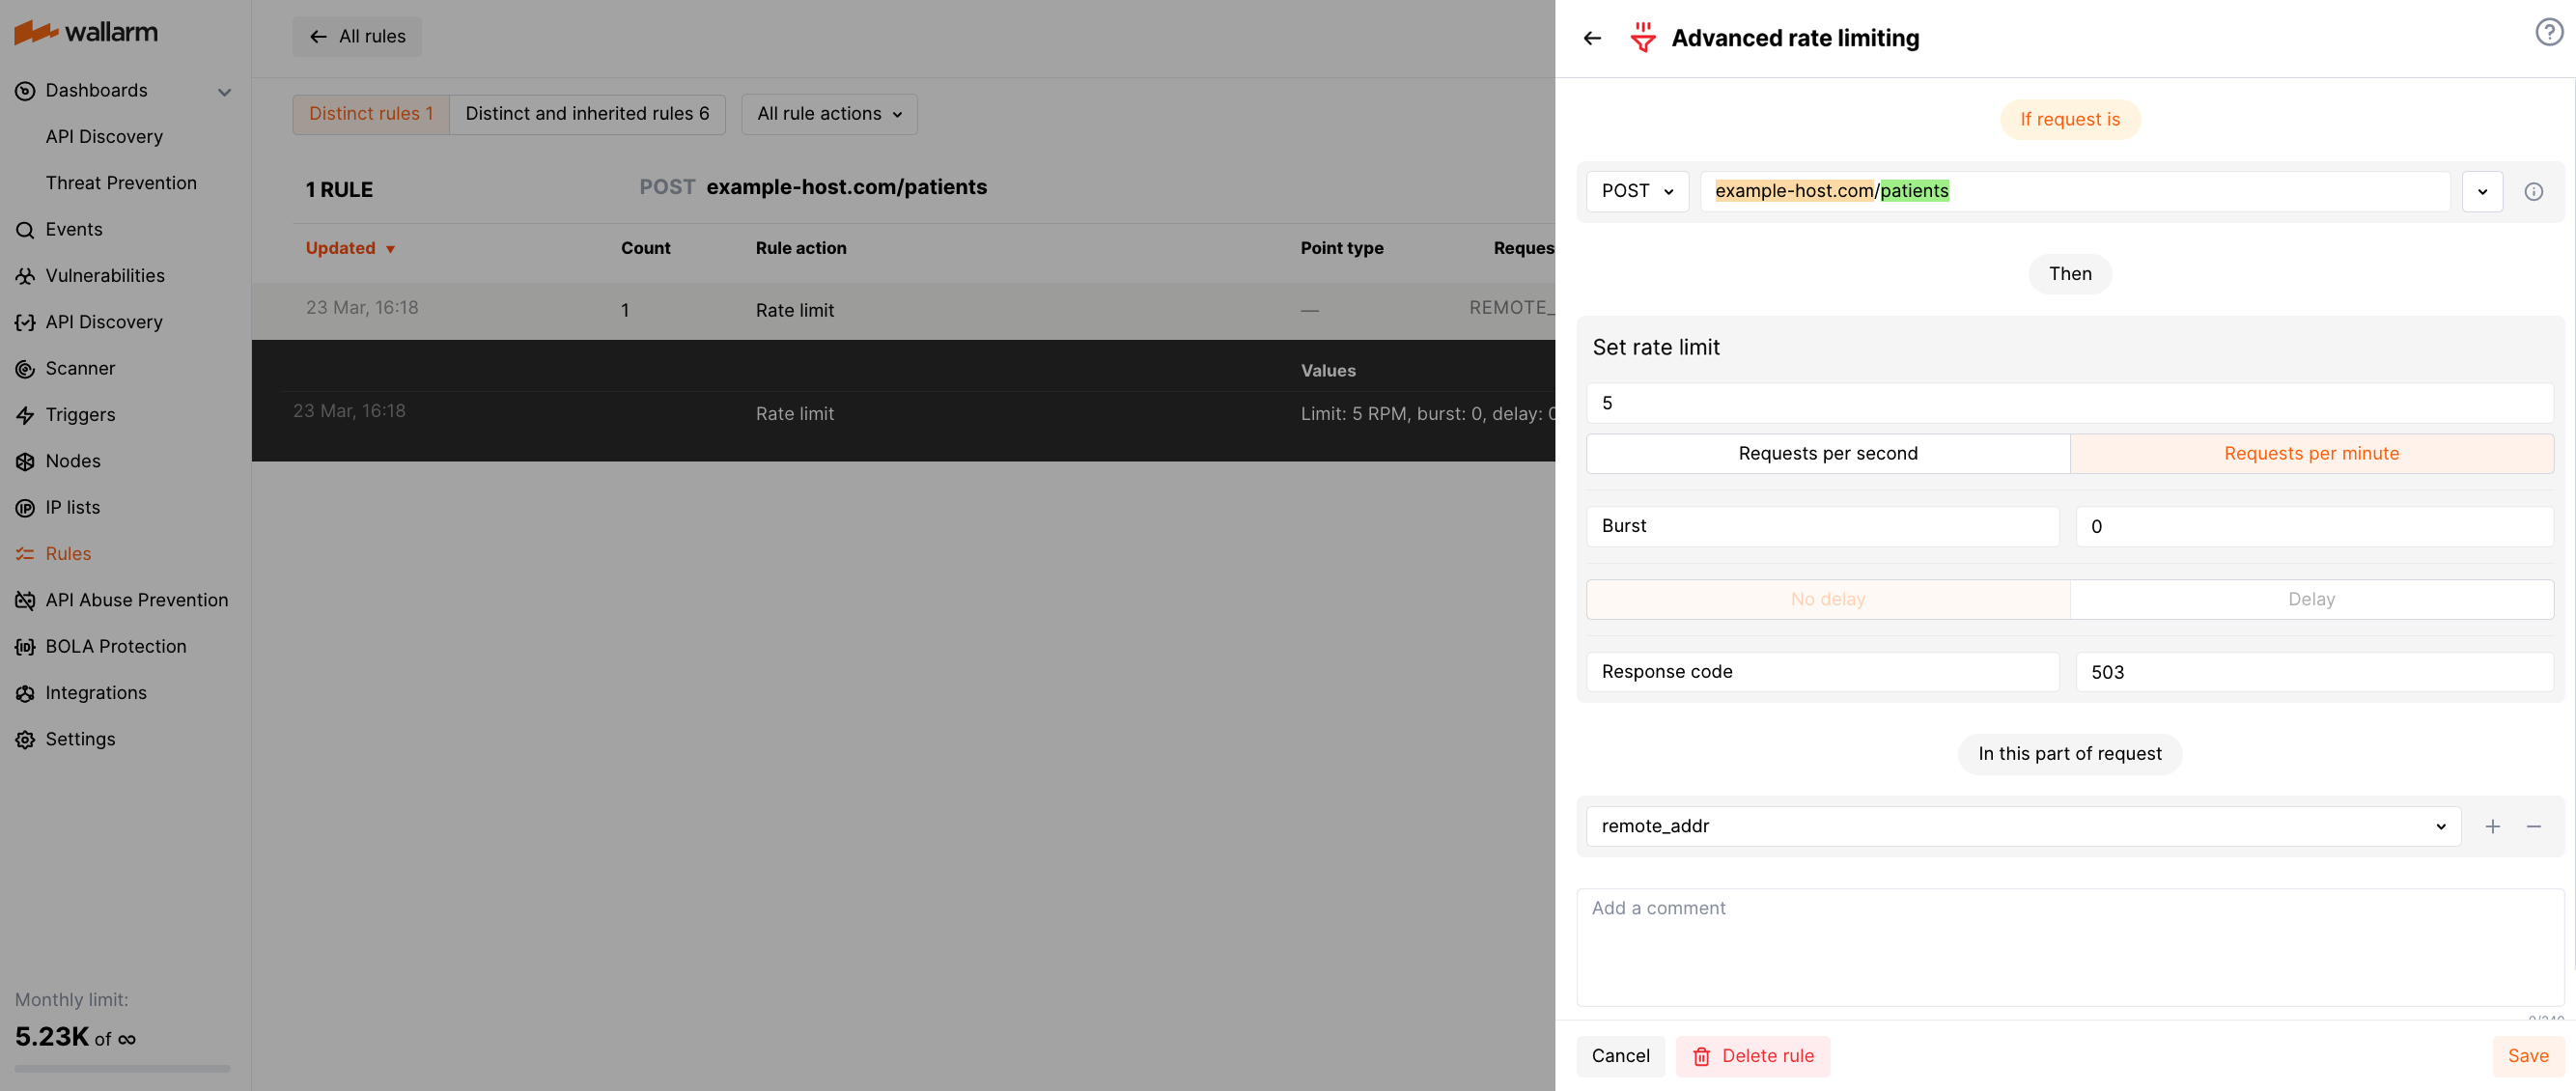 wallarm
Dashboards
API Discovery
Threat Prevention
Events
Vulnerabilities
API Discovery
Scanner
Triggers
Nodes
IP lists
Rules
API Abuse Prevention
BOLA Protection
Integrations
Settings
Monthly limit:
5.23K of ∞
← All rules
Distinct rules 1 Distinct and inherited rules 6 All rule actions
1 RULE POST example-host.com/patients
Updated ▼ Count Rule action Point type Reques
23 Mar, 16:18 1 Rate limit — REMOTE_
Values
23 Mar, 16:18 Rate limit Limit: 5 RPM, burst: 0, delay: 0
← Advanced rate limiting ?
If request is
POST example-host.com/patients
Then
Set rate limit
5
Requests per second Requests per minute
Burst 0
No delay Delay
Response code 503
In this part of request
remote_addr + −
Add a comment
Cancel Delete rule Save